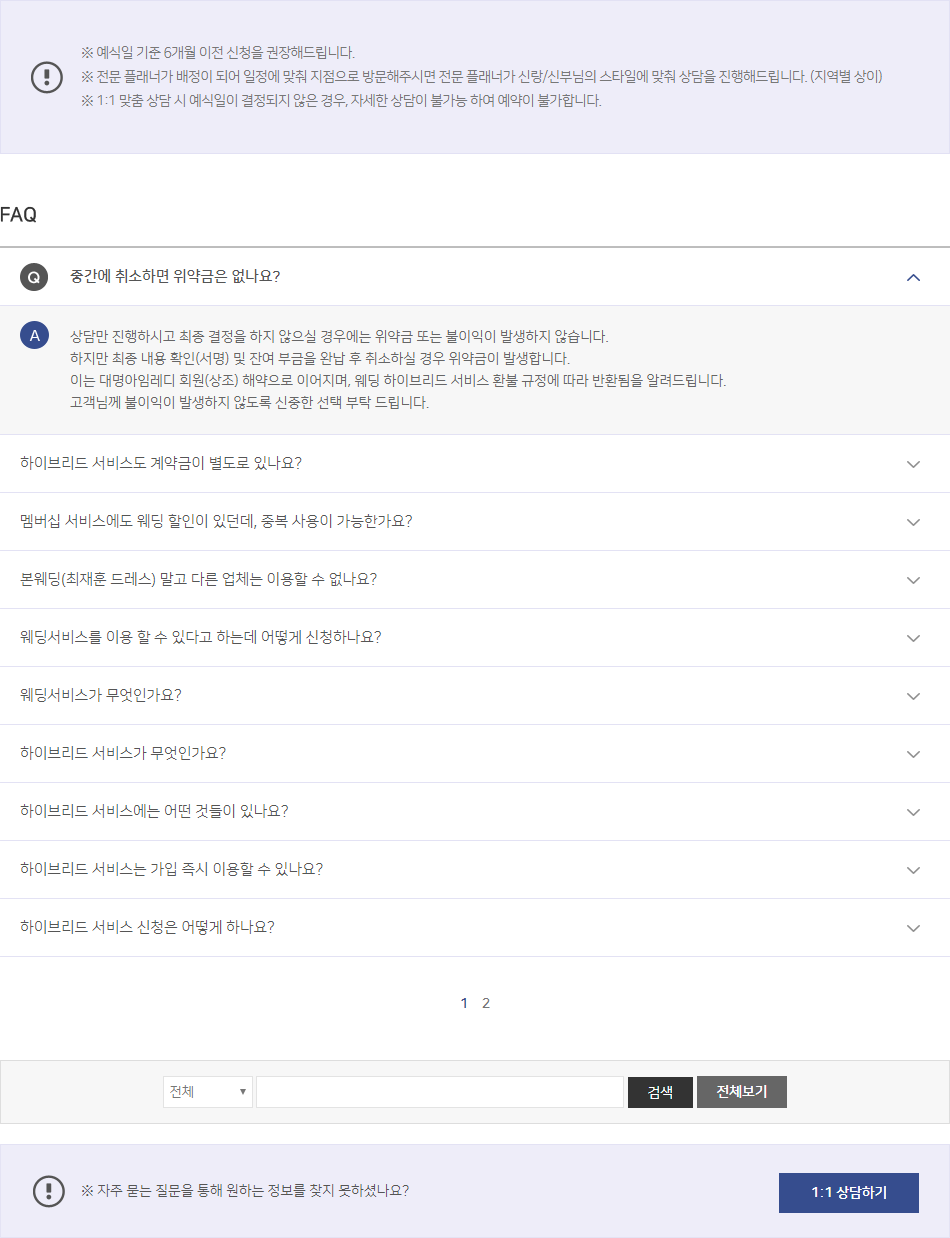 ※ 예식일 기준 6개월 이전 신청을 권장해드립니다.
※ 전문 플래너가 배정이 되어 일정에 맞춰 지점으로 방문해주시면 전문 플래너가 신랑/신부님의 스타일에 맞춰 상담을 진행해드립니다. (지역별 상이)
※ 1:1 맞춤 상담 시 예식일이 결정되지 않은 경우, 자세한 상담이 불가능 하여 예약이 불가합니다.
FAQ
Q 중간에 취소하면 위약금은 없나요?
A 상담만 진행하시고 최종 결정을 하지 않으실 경우에는 위약금 또는 불이익이 발생하지 않습니다.
하지만 최종 내용 확인(서명) 및 잔여 부금을 완납 후 취소하실 경우 위약금이 발생합니다.
이는 대명아임레디 회원(상조) 해약으로 이어지며, 웨딩 하이브리드 서비스 환불 규정에 따라 반환됨을 알려드립니다.
고객님께 불이익이 발생하지 않도록 신중한 선택 부탁 드립니다.
하이브리드 서비스도 계약금이 별도로 있나요?
멤버십 서비스에도 웨딩 할인이 있던데, 중복 사용이 가능한가요?
본웨딩(최재훈 드레스) 말고 다른 업체는 이용할 수 없나요?
웨딩서비스를 이용 할 수 있다고 하는데 어떻게 신청하나요?
웨딩서비스가 무엇인가요?
하이브리드 서비스가 무엇인가요?
하이브리드 서비스에는 어떤 것들이 있나요?
하이브리드 서비스는 가입 즉시 이용할 수 있나요?
하이브리드 서비스 신청은 어떻게 하나요?
1 2
전체 검색 전체보기
※ 자주 묻는 질문을 통해 원하는 정보를 찾지 못하셨나요? 1:1 상담하기